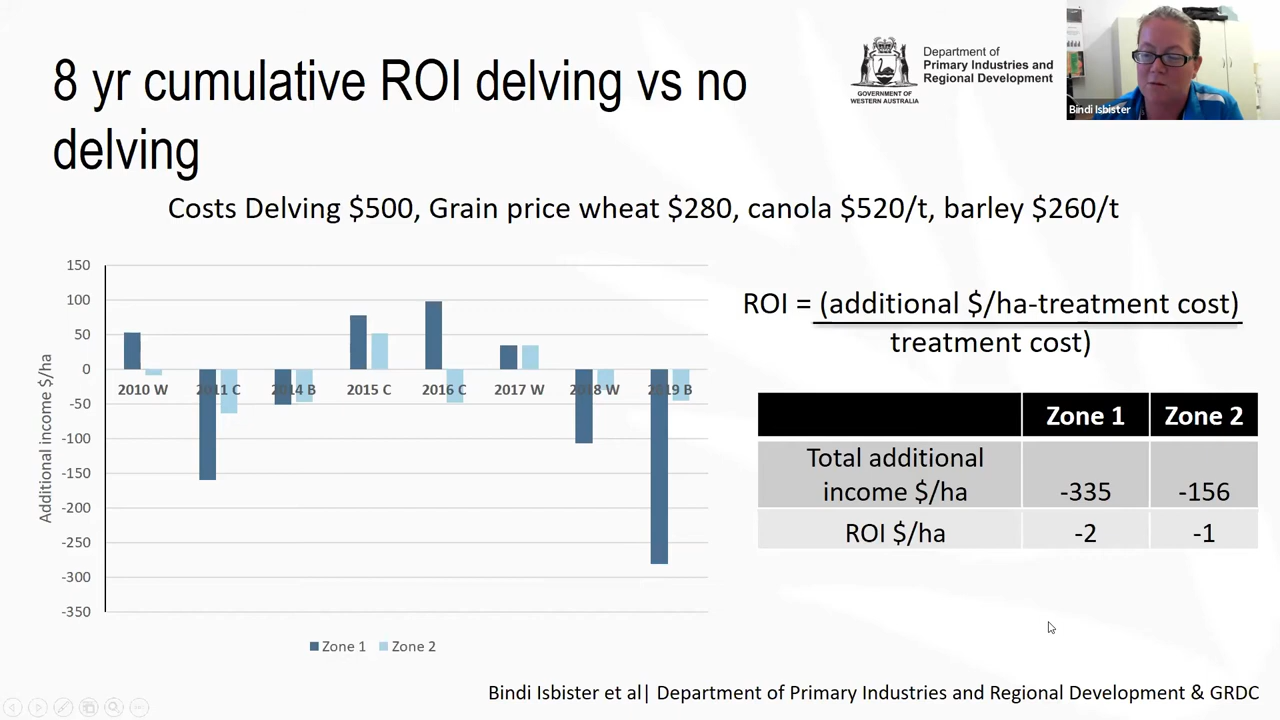 8 yr cumulative ROI delving vs no
delving
GOVERNMENT OF
WESTERN AUSTRALIA
Department of
Primary Industries and
Regional Development
Bindi Isbister
Costs Delving $500, Grain price wheat $280, canola $520/t, barley $260/t
Additional income $/ha
150
100
50
0
-50
-100
-150
-200
-250
-300
-350
2010 W 2011 C 2014 B 2015 C 2016 C 2017 W 2018 W 2019 B
Zone 1 Zone 2
ROI = (additional $/ha-treatment cost)
treatment cost)
Zone 1 Zone 2
Total additional
income $/ha -335 -156
ROI $/ha -2 -1
Bindi Isbister et al| Department of Primary Industries and Regional Development & GRDC